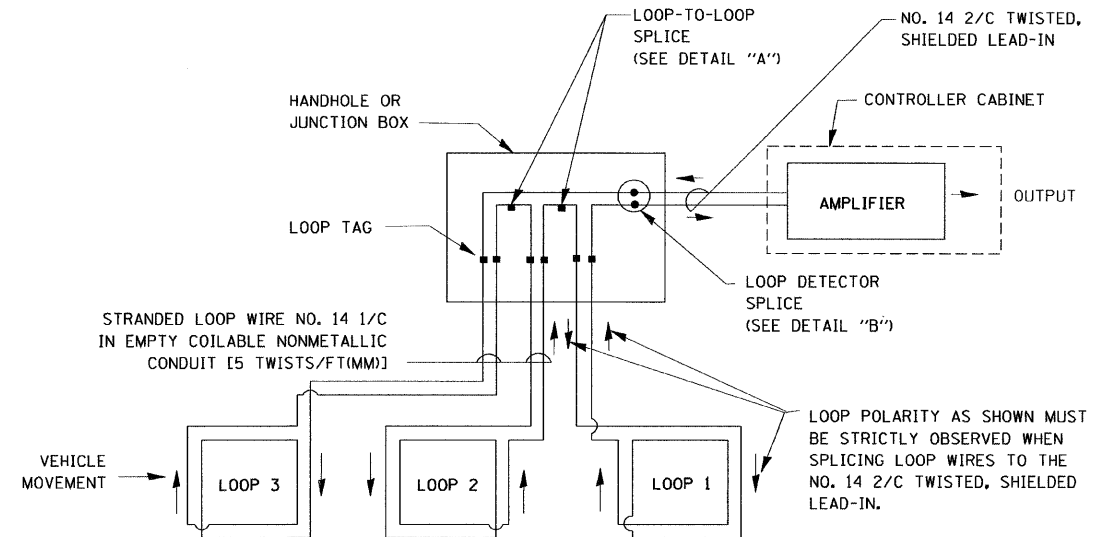 LOOP-TO-LOOP
SPLICE
(SEE DETAIL "A")
NO. 14 2/C TWISTED,
SHIELDED LEAD-IN
HANDHOLE OR
JUNCTION BOX
CONTROLLER CABINET
AMPLIFIER
OUTPUT
LOOP TAG
LOOP DETECTOR
SPLICE
(SEE DETAIL "B")
STRANDED LOOP WIRE NO. 14 1/C
IN EMPTY COILABLE NONMETALLIC
CONDUIT [5 TWISTS/FT(MM)]
LOOP POLARITY AS SHOWN MUST
BE STRICTLY OBSERVED WHEN
SPLICING LOOP WIRES TO THE
NO. 14 2/C TWISTED, SHIELDED
LEAD-IN.
VEHICLE
MOVEMENT
LOOP 3
LOOP 2
LOOP 1